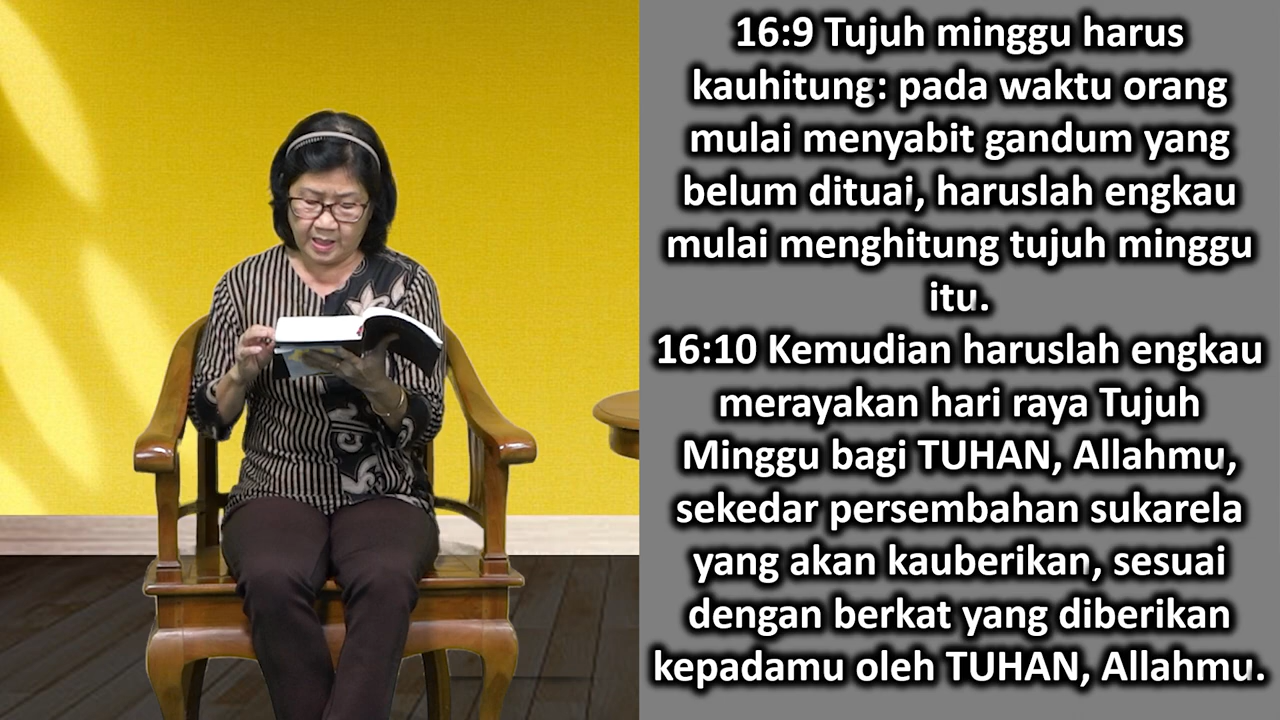 16:9 Tujuh minggu harus
kauhitung: pada waktu orang
mulai menyabit gandum yang
belum dituai, haruslah engkau
mulai menghitung tujuh minggu
itu.
16:10 Kemudian haruslah engkau
merayakan hari raya Tujuh
Minggu bagi TUHAN, Allahmu,
sekedar persembahan sukarela
yang akan kauberikan, sesuai
dengan berkat yang diberikan
kepadamu oleh TUHAN, Allahmu.